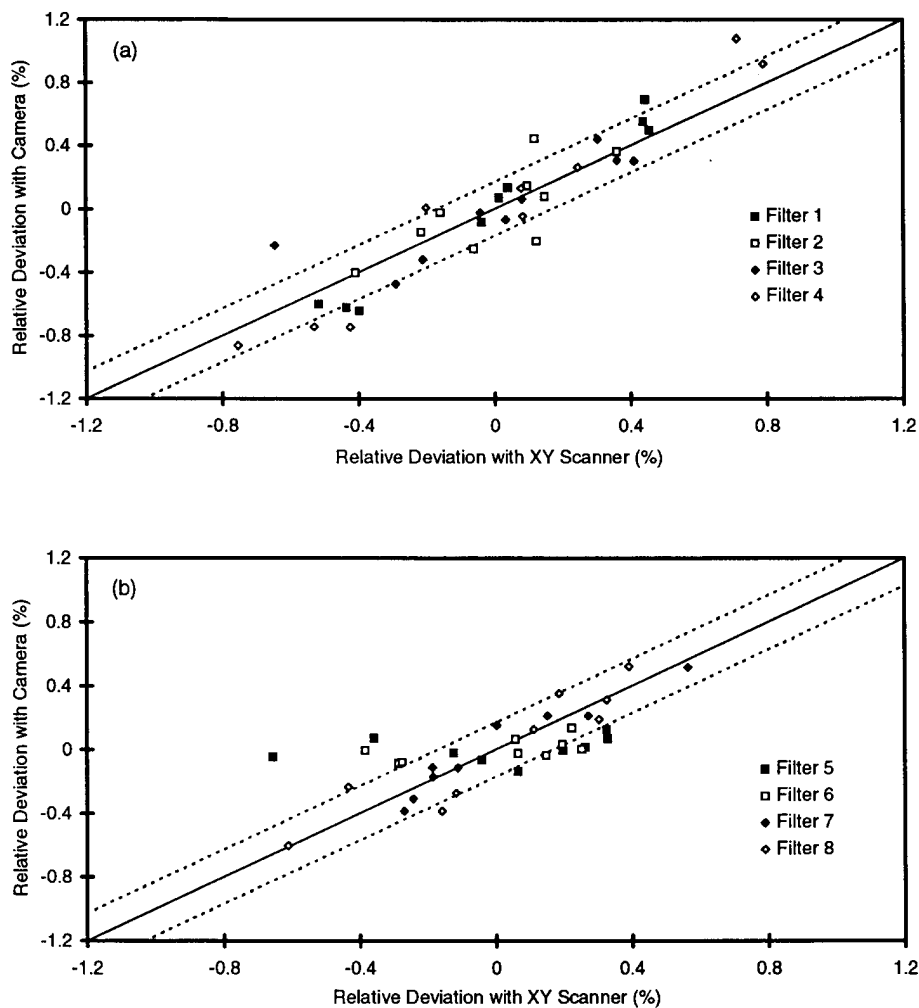 (a)
Relative Deviation with Camera (%)
1.2
0.8
0.4
0
-0.4
-0.8
-1.2
Filter 1
Filter 2
Filter 3
Filter 4
-1.2 -0.8 -0.4 0 0.4 0.8 1.2
Relative Deviation with XY Scanner (%)
(b)
Relative Deviation with Camera (%)
1.2
0.8
0.4
0
-0.4
-0.8
-1.2
Filter 5
Filter 6
Filter 7
Filter 8
-1.2 -0.8 -0.4 0 0.4 0.8 1.2
Relative Deviation with XY Scanner (%)